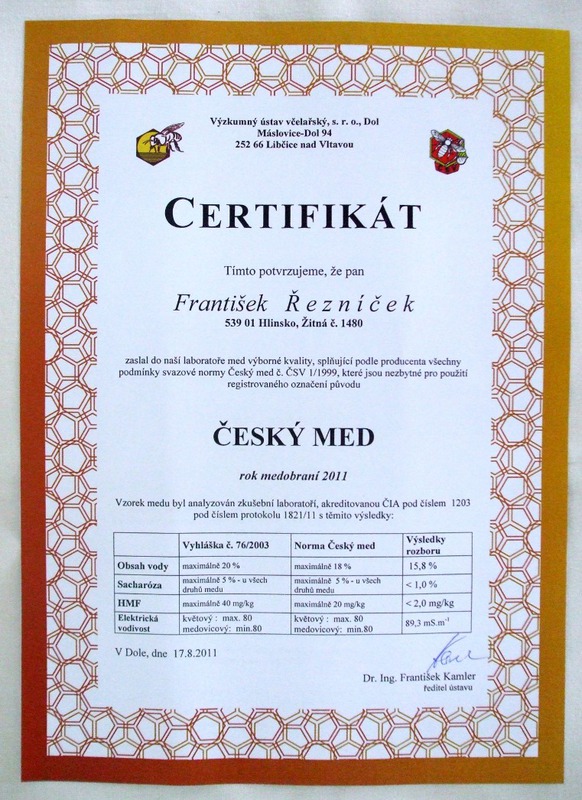 Výzkumný ústav včelařský, s. r. o., Dol
Máslovice-Dol 94
252 66 Libčice nad Vltavou
CERTIFIKÁT
Tímto potvrzujeme, že pan
František Řezníček
539 01 Hlinsko, Žitná č. 1480
zaslal do naší laboratoře med výborné kvality, splňující podle producenta všechny
podmínky svazové normy Český med č. ČSV 1/1999, které jsou nezbytné pro použití
registrovaného označení původu
ČESKÝ MED
rok medobraní 2011
Vzorek medu byl analyzován zkušební laboratoří, akreditovanou ČIA pod číslem 1203
pod číslem protokolu 1821/11 s těmito výsledky:
Vyhláška č. 76/2003 Norma Český med Výsledky
rozboru
Obsah vody maximálně 20 % maximálně 18 % 15,8 %
Sacharóza maximálně 5 % - u všech maximálně 5 % - u všech < 1,0 %
druhů medu druhů medu
HMF maximálně 40 mg/kg maximálně 20 mg/kg < 2,0 mg/kg
Elektrická květový : max. 80 květový : max. 80 89,3 mS.m⁻¹
vodivost medovicový: min.80 medovicový: min.80
V Dole, dne 17.8.2011
Dr. Ing. František Kamler
ředitel ústavu